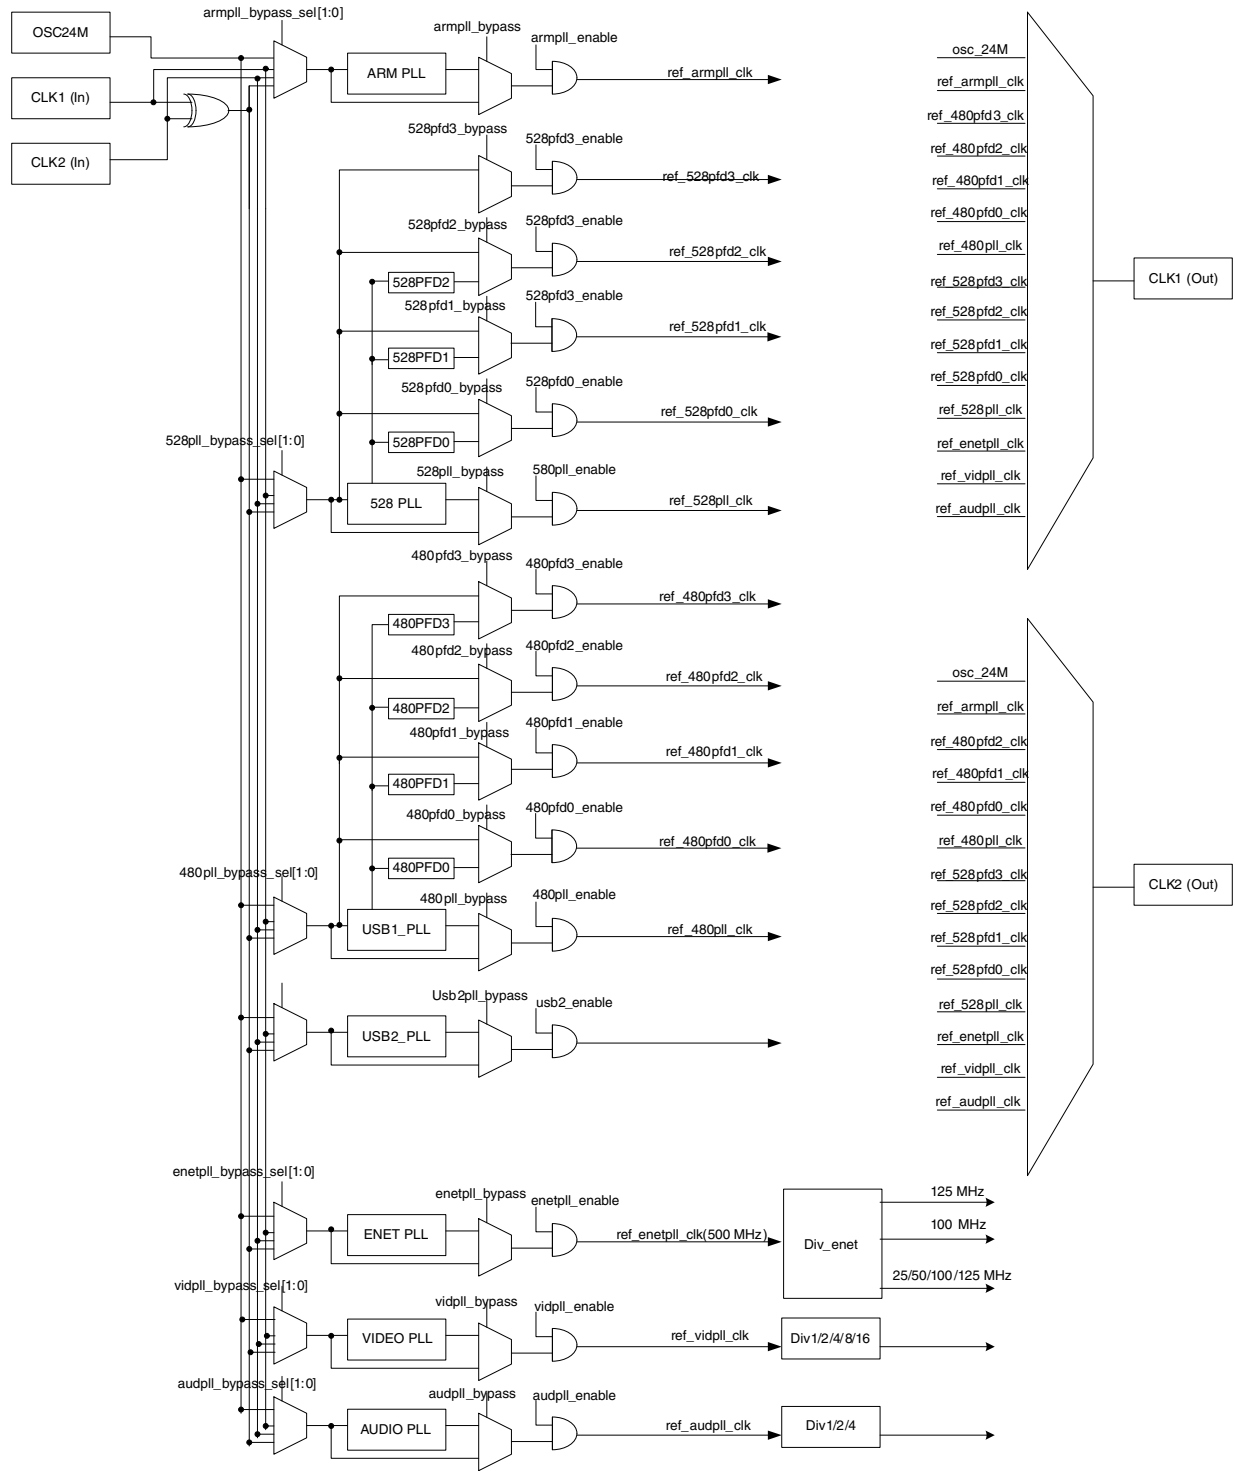 armpll_bypass_sel[1:0]
OSC24M
CLK1 (In)
CLK2 (In)
ARM PLL
armpll_bypass
armpll_enable
ref_armpll_clk
528pfd3_bypass
528pfd3_enable
ref_528pfd3_clk
528pfd2_bypass
528pfd3_enable
ref_528pfd2_clk
528PFD2
528pfd1_bypass
528pfd3_enable
ref_528pfd1_clk
528PFD1
528pfd0_bypass
528pfd0_enable
ref_528pfd0_clk
528PFD0
528pll_bypass_sel[1:0]
528pll_bypass
580pll_enable
ref_528pll_clk
528 PLL
480pfd3_bypass
480pfd3_enable
ref_480pfd3_clk
480PFD3
480pfd2_bypass
480pfd2_enable
ref_480pfd2_clk
480PFD2
480pfd1_bypass
480pfd1_enable
ref_480pfd1_clk
480PFD1
480pfd0_bypass
480pfd0_enable
ref_480pfd0_clk
480PFD0
480pll_bypass_sel[1:0]
480pll_bypass
480pll_enable
ref_480pll_clk
USB1_PLL
Usb2pll_bypass
usb2_enable
USB2_PLL
enetpll_bypass_sel[1:0]
enetpll_bypass
enetpll_enable
ENET PLL
ref_enetpll_clk(500 MHz)
Div_enet
125 MHz
100 MHz
25/50/100/125 MHz
vidpll_bypass_sel[1:0]
vidpll_bypass
vidpll_enable
VIDEO PLL
ref_vidpll_clk
Div1/2/4/8/16
audpll_bypass_sel[1:0]
audpll_bypass
audpll_enable
AUDIO PLL
ref_audpll_clk
Div1/2/4
osc_24M
ref_armpll_clk
ref_480pfd3_clk
ref_480pfd2_clk
ref_480pfd1_clk
ref_480pfd0_clk
ref_480pll_clk
ref_528pfd3_clk
ref_528pfd2_clk
ref_528pfd1_clk
ref_528pfd0_clk
ref_528pll_clk
ref_enetpll_clk
ref_vidpll_clk
ref_audpll_clk
CLK1 (Out)
osc_24M
ref_armpll_clk
ref_480pfd2_clk
ref_480pfd1_clk
ref_480pfd0_clk
ref_480pll_clk
ref_528pfd3_clk
ref_528pfd2_clk
ref_528pfd1_clk
ref_528pfd0_clk
ref_528pll_clk
ref_enetpll_clk
ref_vidpll_clk
ref_audpll_clk
CLK2 (Out)